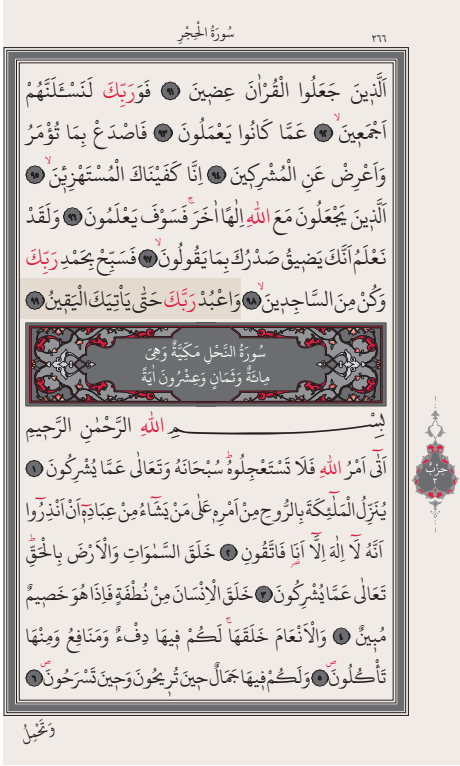 سُورَةُ الْحِجْرِ
٢٦٦
اَلَّذ۪ينَ جَعَلُوا الْقُرْاٰنَ عِض۪ينَ ﴿٩١﴾ فَوَرَبِّكَ لَنَسْـَٔلَنَّهُمْ
اَجْمَع۪ينَۙ ﴿٩٢﴾ عَمَّا كَانُوا يَعْمَلُونَ ﴿٩٣﴾ فَاصْدَعْ بِمَا تُؤْمَرُ
وَاَعْرِضْ عَنِ الْمُشْرِك۪ينَ ﴿٩٤﴾ اِنَّا كَفَيْنَاكَ الْمُسْتَهْزِء۪ينَۙ ﴿٩٥﴾
اَلَّذ۪ينَ يَجْعَلُونَ مَعَ اللّٰهِ اِلٰهًا اٰخَرَۚ فَسَوْفَ يَعْلَمُونَ ﴿٩٦﴾ وَلَقَدْ
نَعْلَمُ اَنَّكَ يَض۪يقُ صَدْرُكَ بِمَا يَقُولُونَۙ ﴿٩٧﴾ فَسَبِّحْ بِحَمْدِ رَبِّكَ
وَكُنْ مِنَ السَّاجِد۪ينَۙ ﴿٩٨﴾ وَاعْبُدْ رَبَّكَ حَتّٰى يَأْتِيَكَ الْيَق۪ينُ ﴿٩٩﴾
سُورَةُ النَّحْلِ مَكِّيَّةٌ وَهِيَ
مِائَةٌ وَثَمَانٍ وَعِشْرُونَ اٰيَةً
بِسْمِ اللّٰهِ الرَّحْمٰنِ الرَّح۪يمِ
اَتٰٓى اَمْرُ اللّٰهِ فَلَا تَسْتَعْجِلُوهُۜ سُبْحَانَهُ وَتَعَالٰى عَمَّا يُشْرِكُونَ ﴿١﴾
يُنَزِّلُ الْمَلٰٓئِكَةَ بِالرُّوحِ مِنْ اَمْرِه۪ عَلٰى مَنْ يَشَٓاءُ مِنْ عِبَادِه۪ٓ اَنْ اَنْذِرُٓوا
اَنَّهُ لَٓا اِلٰهَ اِلَّٓا اَنَا۬ فَاتَّقُونِ ﴿٢﴾ خَلَقَ السَّمٰوَاتِ وَالْاَرْضَ بِالْحَقِّۜ
تَعَالٰى عَمَّا يُشْرِكُونَ ﴿٣﴾ خَلَقَ الْاِنْسَانَ مِنْ نُطْفَةٍ فَاِذَا هُوَ خَص۪يمٌ
مُب۪ينٌ ﴿٤﴾ وَالْاَنْعَامَ خَلَقَهَاۚ لَكُمْ ف۪يهَا دِفْءٌ وَمَنَافِعُ وَمِنْهَا
تَأْكُلُونَۖ ﴿٥﴾ وَلَكُمْ ف۪يهَا جَمَالٌ ح۪ينَ تُر۪يحُونَ وَح۪ينَ تَسْرَحُونَۖ ﴿٦﴾
حِزْبٌ
٢
وَتَحْمِلُ